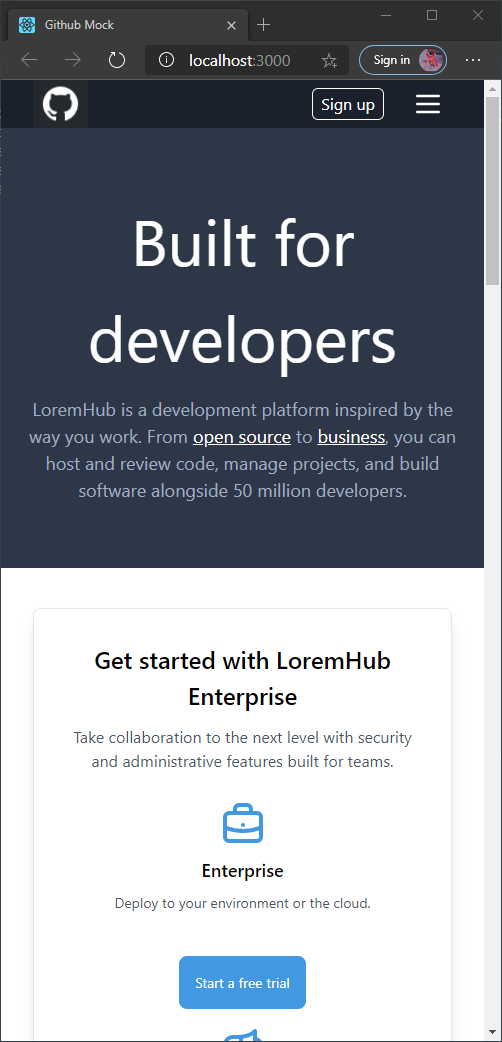 Github Mock
localhost:3000
Sign in
Sign up
Built for
developers
LoremHub is a development platform inspired by the
way you work. From open source to business, you can
host and review code, manage projects, and build
software alongside 50 million developers.
Get started with LoremHub
Enterprise
Take collaboration to the next level with security
and administrative features built for teams.
Enterprise
Deploy to your environment or the cloud.
Start a free trial